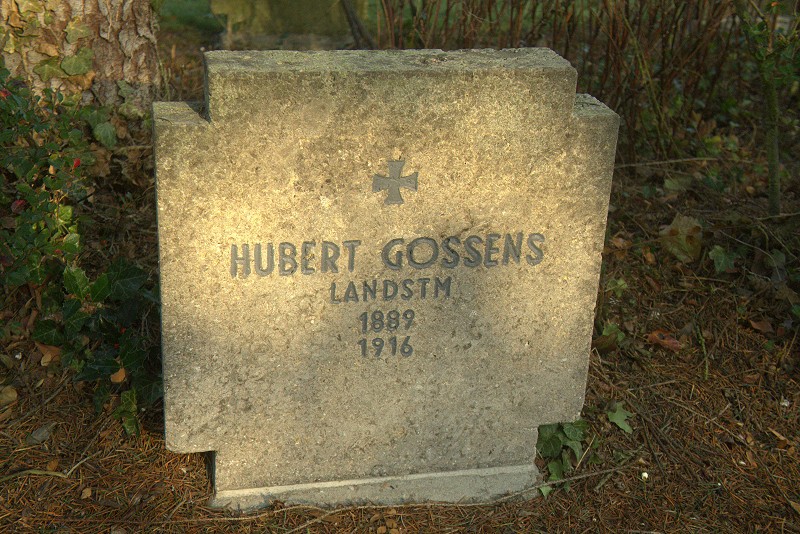 HUBERT GOSSENS
LANDSTM
1889
1916